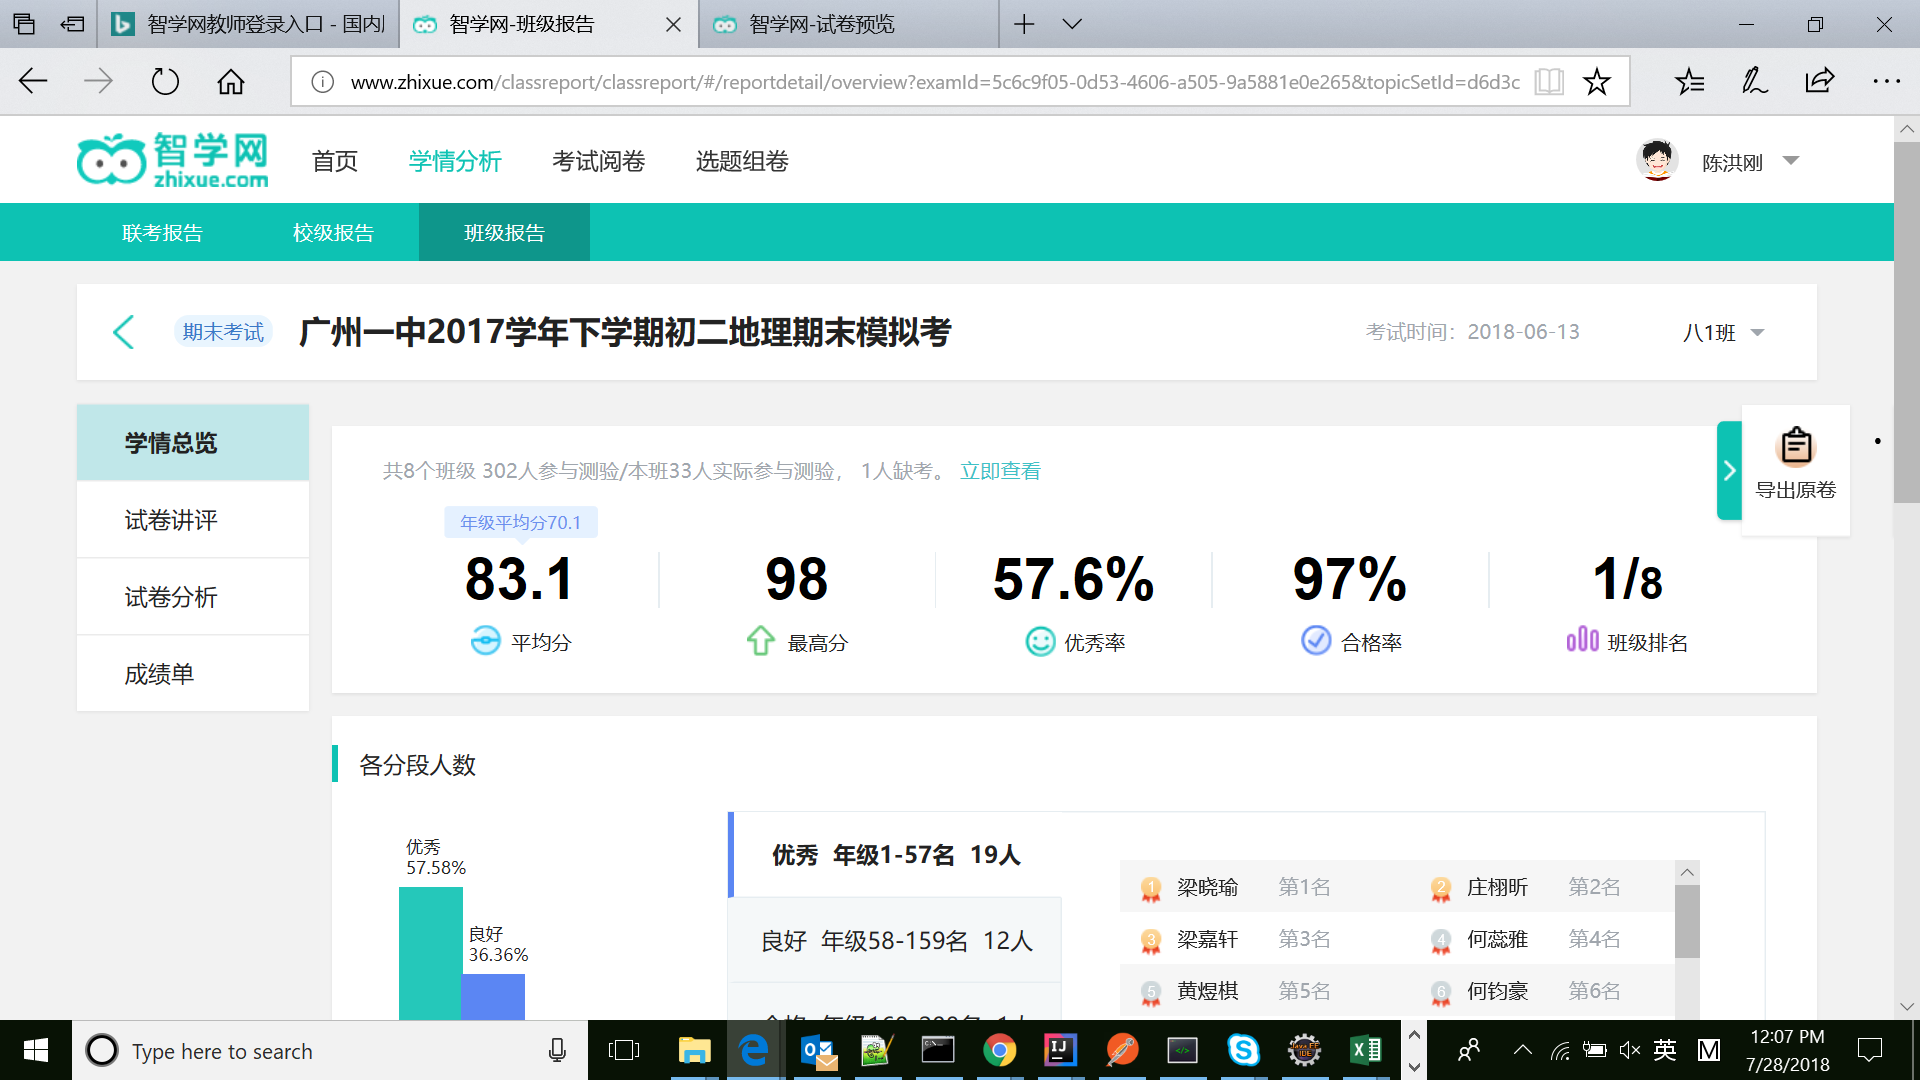 智学网教师登录入口 - 国内
智学网-班级报告
智学网-试卷预览
www.zhixue.com/classreport/classreport/#/reportdetail/overview?examId=5c6c9f05-0d53-4606-a505-9a5881e0e265&topicSetId=d6d3c
智学网
zhixue.com
首页
学情分析
考试阅卷
选题组卷
陈洪刚
联考报告
校级报告
班级报告
期末考试
广州一中2017学年下学期初二地理期末模拟考
考试时间：2018-06-13
八1班
学情总览
试卷讲评
试卷分析
成绩单
共8个班级 302人参与测验/本班33人实际参与测验， 1人缺考。 立即查看
导出原卷
年级平均分70.1
83.1
平均分
98
最高分
57.6%
优秀率
97%
合格率
1/8
班级排名
各分段人数
优秀
57.58%
良好
36.36%
优秀 年级1-57名 19人
良好 年级58-159名 12人
1 梁晓瑜 第1名
2 庄栩昕 第2名
3 梁嘉轩 第3名
4 何蕊雅 第4名
5 黄煜棋 第5名
6 何钧豪 第6名
Type here to search
英
M
12:07 PM
7/28/2018